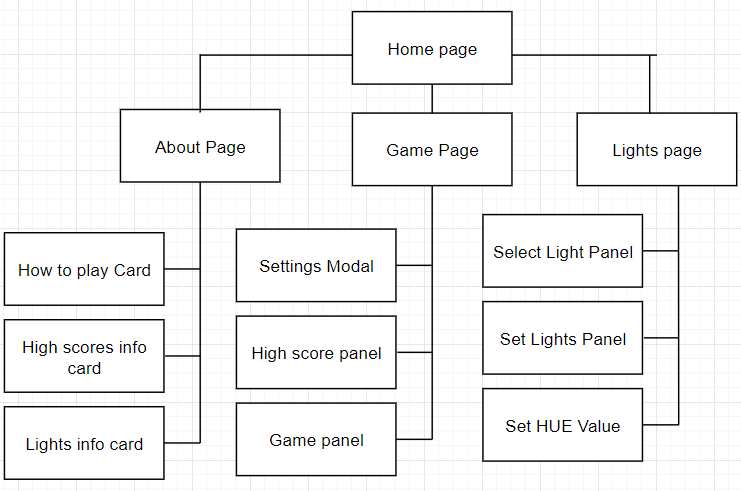 Home page
About Page
Game Page
Lights page
How to play Card
High scores info
card
Lights info card
Settings Modal
High score panel
Game panel
Select Light Panel
Set Lights Panel
Set HUE Value